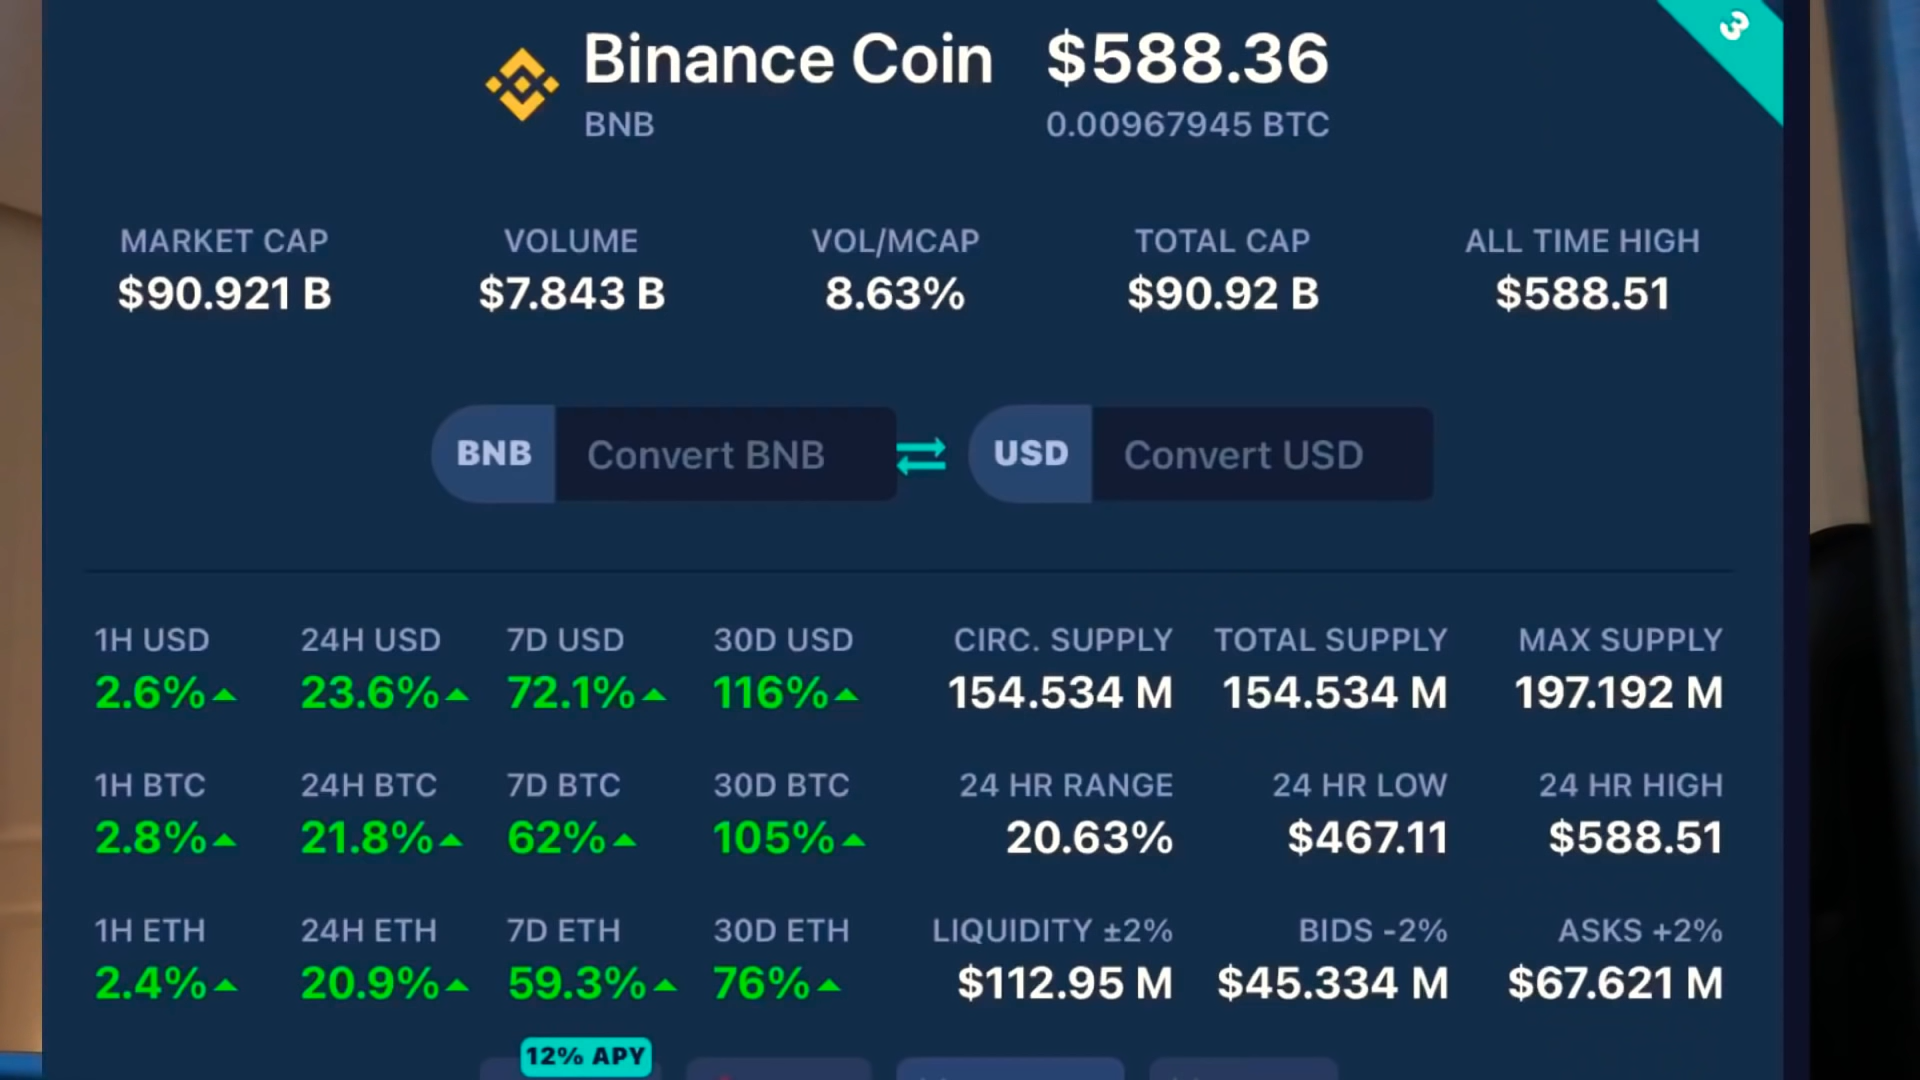 3
Binance Coin $588.36
BNB 0.00967945 BTC
MARKET CAP VOLUME VOL/MCAP TOTAL CAP ALL TIME HIGH
$90.921 B $7.843 B 8.63% $90.92 B $588.51
BNB Convert BNB USD Convert USD
1H USD 24H USD 7D USD 30D USD CIRC. SUPPLY TOTAL SUPPLY MAX SUPPLY
2.6% 23.6% 72.1% 116% 154.534 M 154.534 M 197.192 M
1H BTC 24H BTC 7D BTC 30D BTC 24 HR RANGE 24 HR LOW 24 HR HIGH
2.8% 21.8% 62% 105% 20.63% $467.11 $588.51
1H ETH 24H ETH 7D ETH 30D ETH LIQUIDITY ±2% BIDS -2% ASKS +2%
2.4% 20.9% 59.3% 76% $112.95 M $45.334 M $67.621 M
12% APY